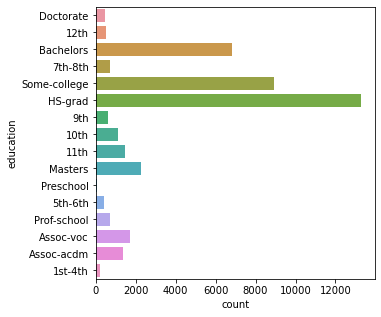 Doctorate
12th
Bachelors
7th-8th
Some-college
HS-grad
9th
10th
11th
Masters
Preschool
5th-6th
Prof-school
Assoc-voc
Assoc-acdm
1st-4th
education
0 2000 4000 6000 8000 10000 12000
count